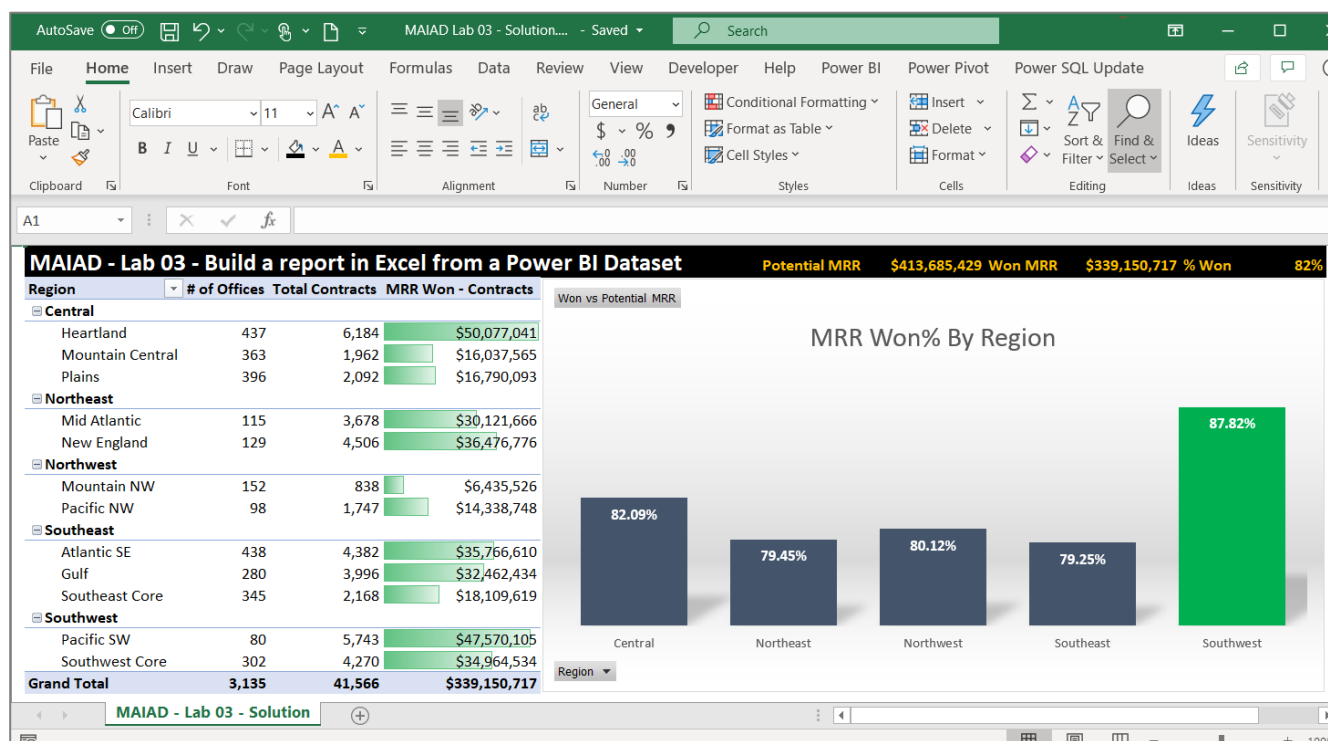 AutoSave Off MAIAD Lab 03 - Solution.... - Saved Search
File Home Insert Draw Page Layout Formulas Data Review View Developer Help Power BI Power Pivot Power SQL Update
Calibri 11 A A ab General Conditional Formatting Insert Σ A Z
Paste $ % Format as Table Delete Sort & Find & Ideas Sensitivity
B I U A .00 .0 Cell Styles Format Filter Select
Clipboard Font Alignment Number Styles Cells Editing Ideas Sensitivity
A1 fx
MAIAD - Lab 03 - Build a report in Excel from a Power BI Dataset Potential MRR $413,685,429 Won MRR $339,150,717 % Won 82%
Region # of Offices Total Contracts MRR Won - Contracts
Central
Heartland 437 6,184 $50,077,041
Mountain Central 363 1,962 $16,037,565
Plains 396 2,092 $16,790,093
Northeast
Mid Atlantic 115 3,678 $30,121,666
New England 129 4,506 $36,476,776
Northwest
Mountain NW 152 838 $6,435,526
Pacific NW 98 1,747 $14,338,748
Southeast
Atlantic SE 438 4,382 $35,766,610
Gulf 280 3,996 $32,462,434
Southeast Core 345 2,168 $18,109,619
Southwest
Pacific SW 80 5,743 $47,570,105
Southwest Core 302 4,270 $34,964,534
Grand Total 3,135 41,566 $339,150,717
Won vs Potential MRR
MRR Won% By Region
82.09% 79.45% 80.12% 79.25% 87.82%
Central Northeast Northwest Southeast Southwest
Region
MAIAD - Lab 03 - Solution